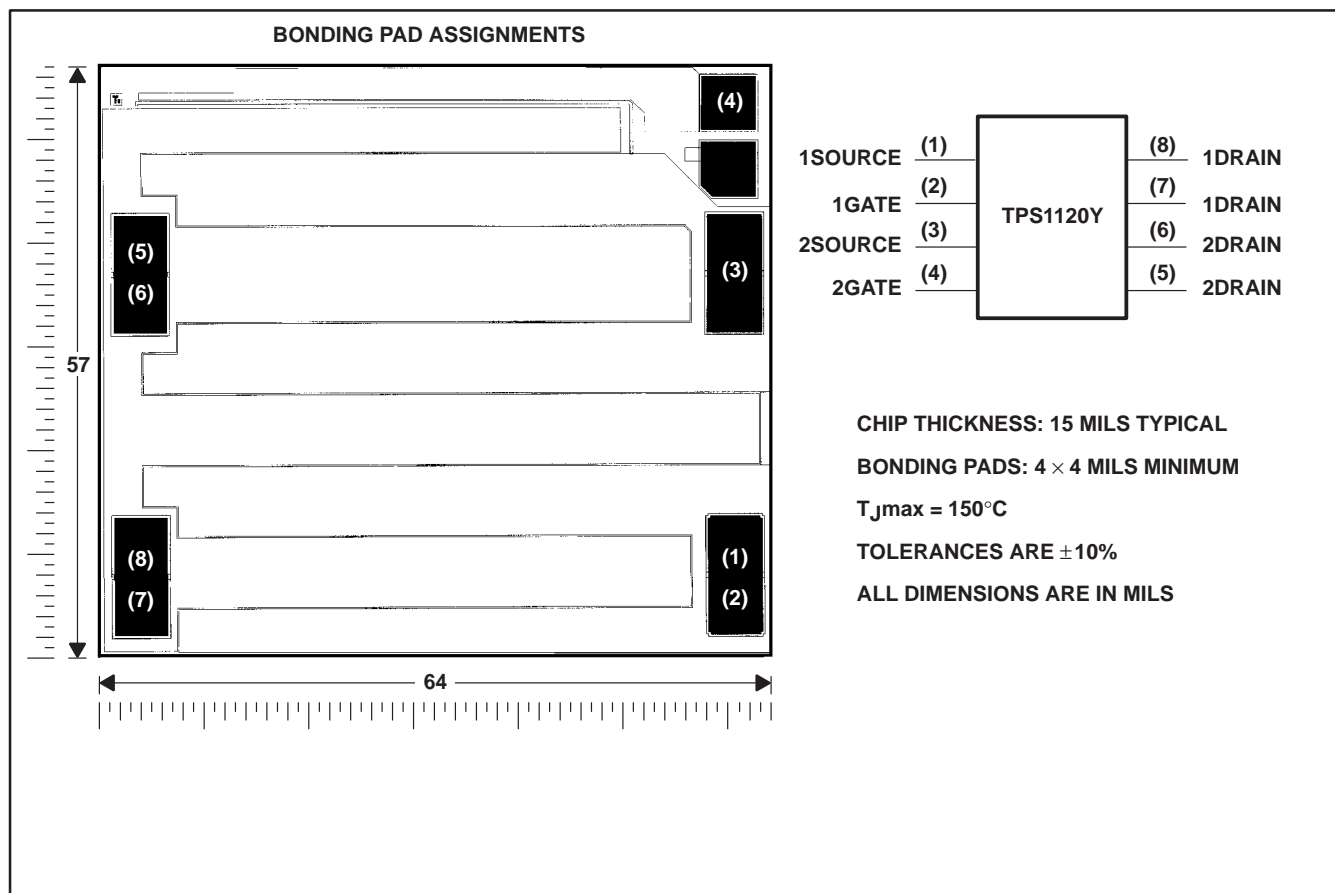 BONDING PAD ASSIGNMENTS
(4)
(5)
(6)
(3)
57
(8)
(7)
(1)
(2)
64
1SOURCE (1)
1GATE (2)
2SOURCE (3)
2GATE (4)
TPS1120Y
(8) 1DRAIN
(7) 1DRAIN
(6) 2DRAIN
(5) 2DRAIN
CHIP THICKNESS: 15 MILS TYPICAL
BONDING PADS: 4 × 4 MILS MINIMUM
TJmax = 150°C
TOLERANCES ARE ±10%
ALL DIMENSIONS ARE IN MILS